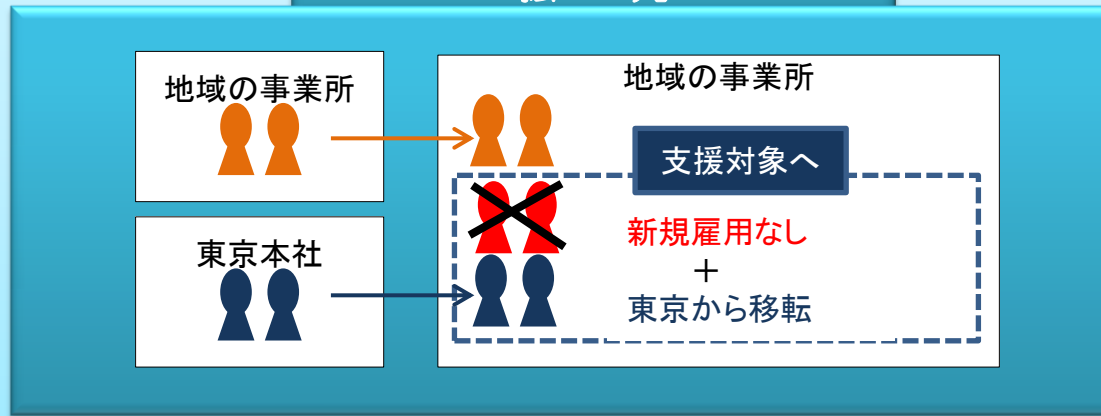 地域の事業所
東京本社
地域の事業所
支援対象へ
新規雇用なし
＋
東京から移転